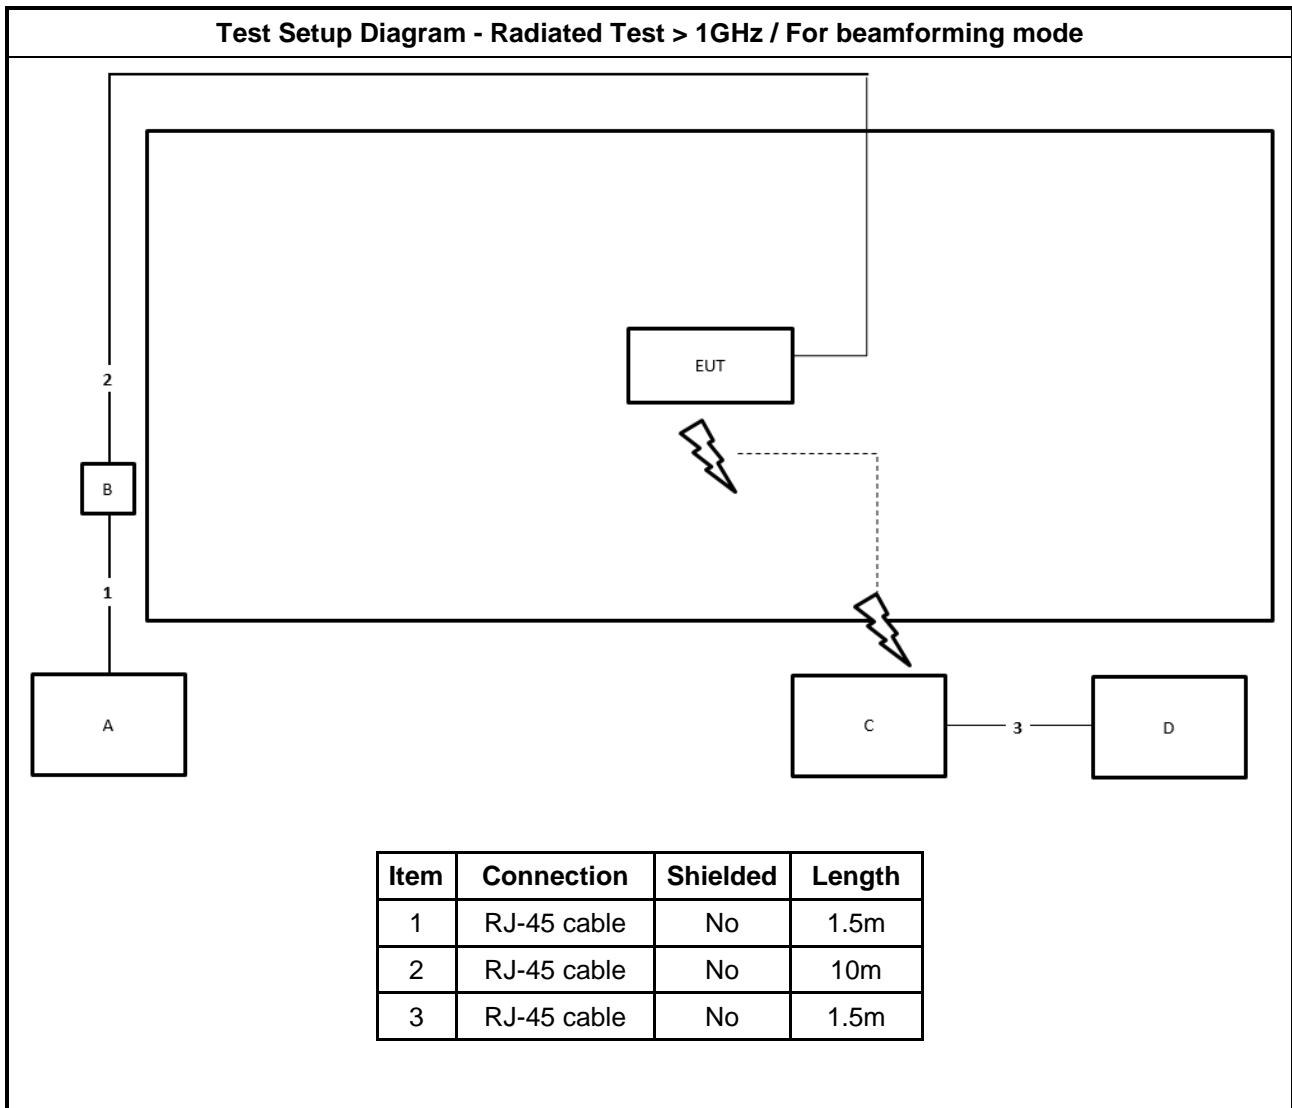 Test Setup Diagram - Radiated Test > 1GHz / For beamforming mode
EUT
2
B
1
A
C
3
D
Item Connection Shielded Length
1 RJ-45 cable No 1.5m
2 RJ-45 cable No 10m
3 RJ-45 cable No 1.5m